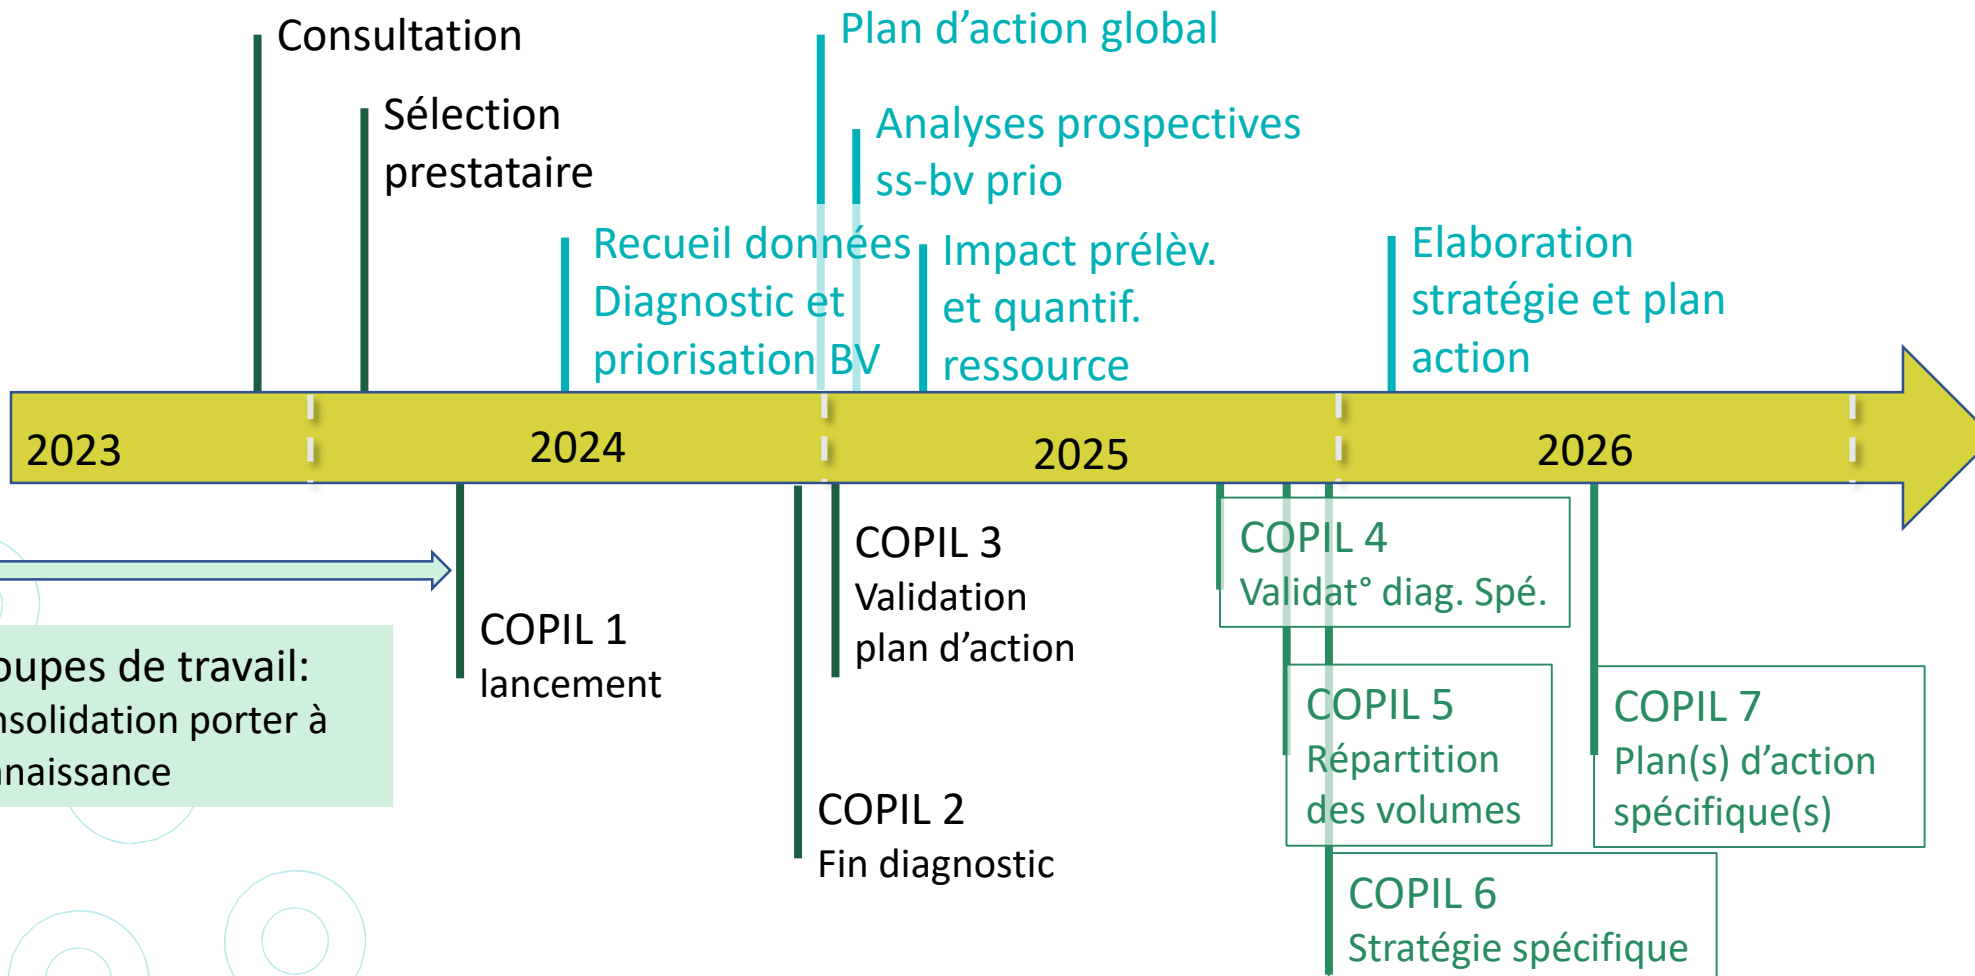 Consultation
Sélection
prestataire
Recueil données
Diagnostic et
priorisation BV
Plan d’action global
Analyses prospectives
ss-bv prio
Impact prélèv.
et quantif.
ressource
Elaboration
stratégie et plan
action
2023
2024
2025
2026
oupes de travail:
nsolidation porter à
naissance
COPIL 1
lancement
COPIL 2
Fin diagnostic
COPIL 3
Validation
plan d’action
COPIL 4
Validat° diag. Spé.
COPIL 5
Répartition
des volumes
COPIL 6
Stratégie spécifique
COPIL 7
Plan(s) d’action
spécifique(s)